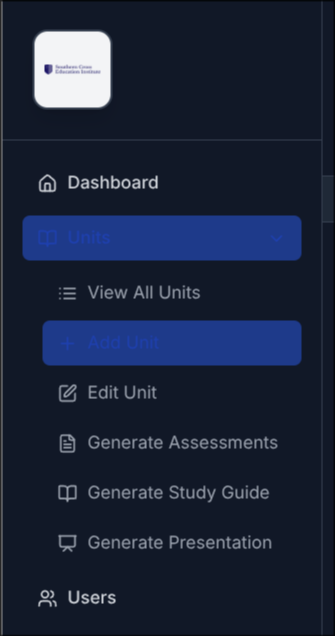 Southern Cross
Education Institute
Dashboard
Units
View All Units
Add Unit
Edit Unit
Generate Assessments
Generate Study Guide
Generate Presentation
Users